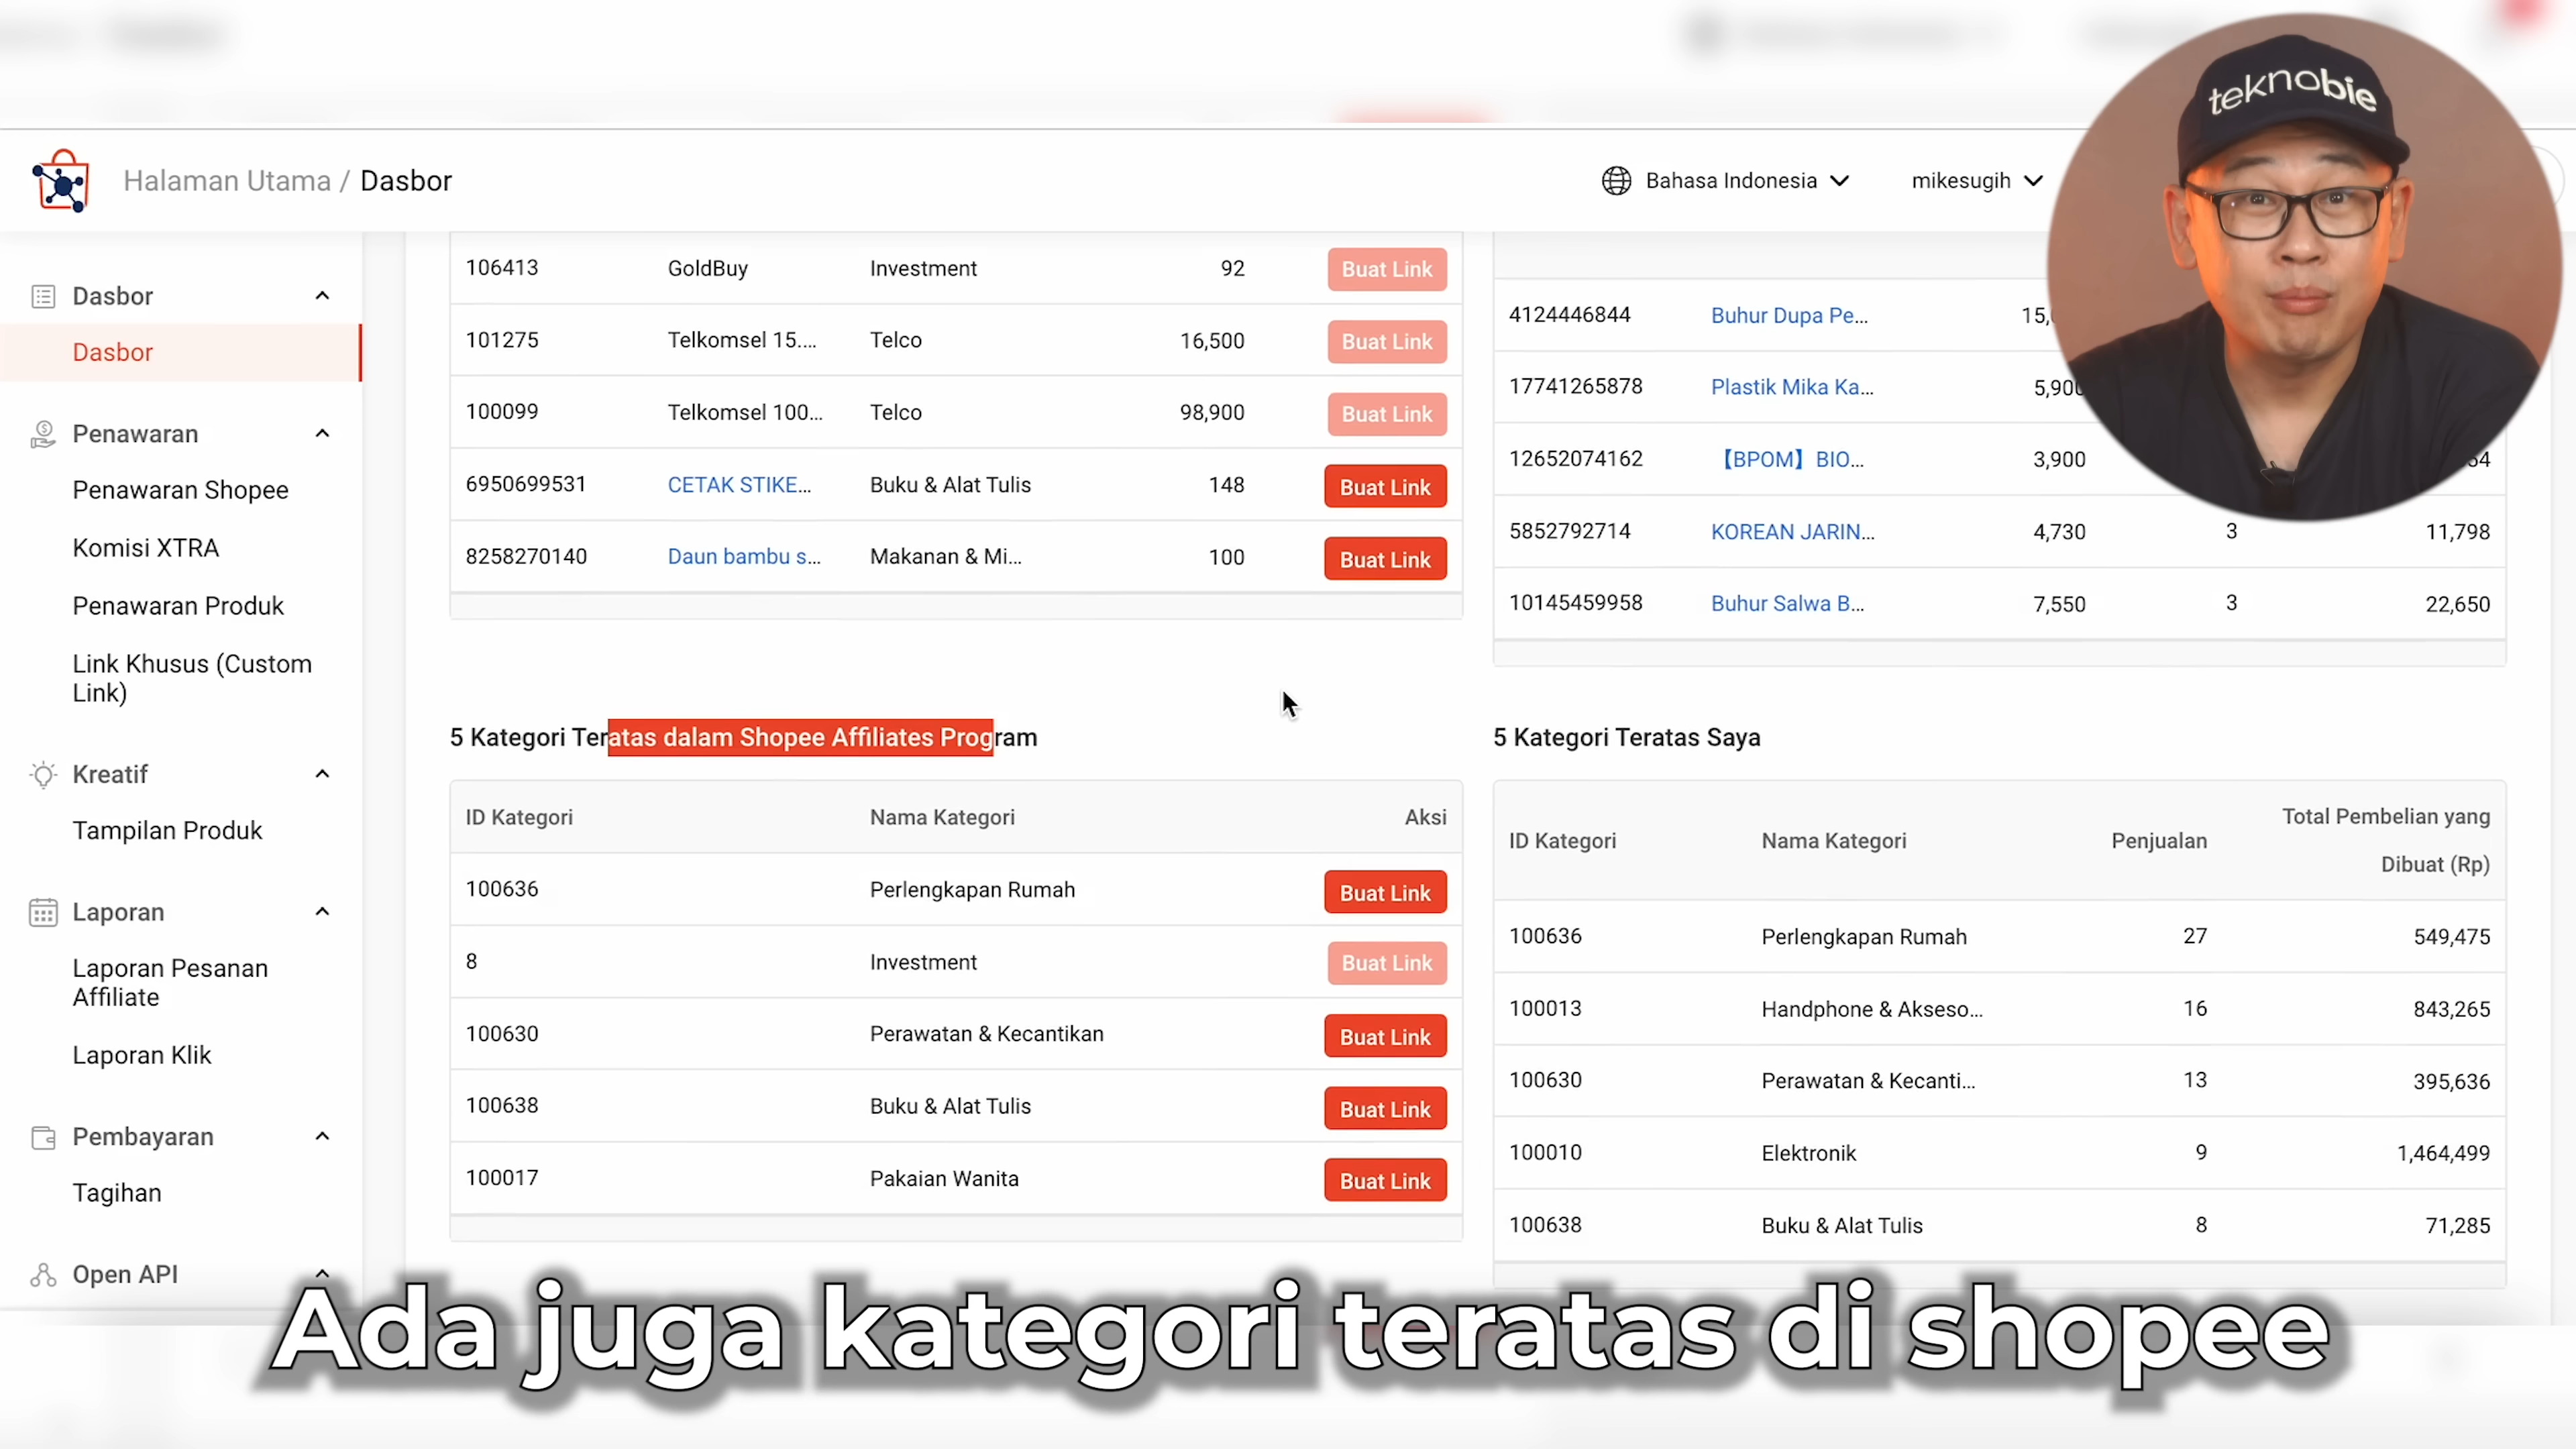 teknobie
Halaman Utama / Dasbor
Bahasa Indonesia
mikesugih
Dasbor
Dasbor
Penawaran
Penawaran Shopee
Komisi XTRA
Penawaran Produk
Link Khusus (Custom
Link)
Kreatif
Tampilan Produk
Laporan
Laporan Pesanan
Affiliate
Laporan Klik
Pembayaran
Tagihan
Open API
106413 GoldBuy Investment 92 Buat Link
101275 Telkomsel 15.... Telco 16,500 Buat Link
100099 Telkomsel 100... Telco 98,900 Buat Link
6950699531 CETAK STIKE... Buku & Alat Tulis 148 Buat Link
8258270140 Daun bambu s... Makanan & Mi... 100 Buat Link
4124446844 Buhur Dupa Pe...
17741265878 Plastik Mika Ka... 5,900
12652074162 【BPOM】BIO... 3,900
5852792714 KOREAN JARIN... 4,730 3 11,798
10145459958 Buhur Salwa B... 7,550 3 22,650
5 Kategori Teratas dalam Shopee Affiliates Program
ID Kategori Nama Kategori Aksi
100636 Perlengkapan Rumah Buat Link
8 Investment Buat Link
100630 Perawatan & Kecantikan Buat Link
100638 Buku & Alat Tulis Buat Link
100017 Pakaian Wanita Buat Link
5 Kategori Teratas Saya
ID Kategori Nama Kategori Penjualan Total Pembelian yang
Dibuat (Rp)
100636 Perlengkapan Rumah 27 549,475
100013 Handphone & Akseso... 16 843,265
100630 Perawatan & Kecanti... 13 395,636
100010 Elektronik 9 1,464,499
100638 Buku & Alat Tulis 8 71,285
Ada juga kategori teratas di shopee